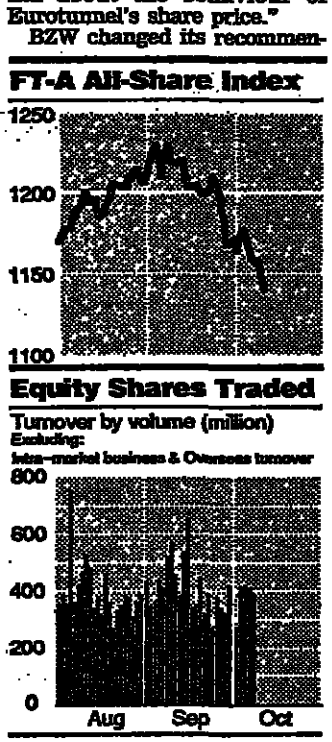 Eurotunnel's share price."
BZW changed its recommen-
FT-A All-Share Index
1250
1200
1150
1100
Equity Shares Traded
Turnover by volume (million)
Excluding:
Intra-market business & Overseas turnover
800
600
400
200
0
Aug Sep Oct